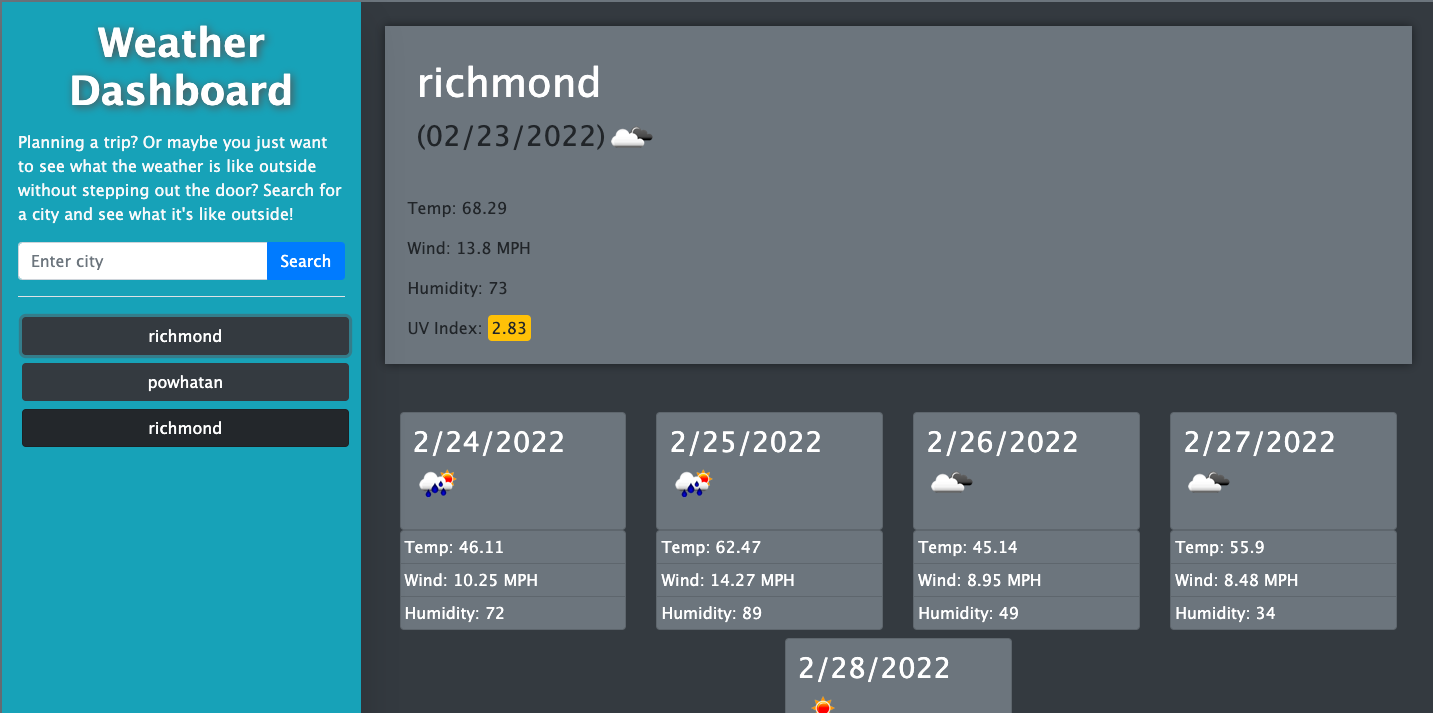 Weather
Dashboard
Planning a trip? Or maybe you just want
to see what the weather is like outside
without stepping out the door? Search for
a city and see what it's like outside!
Enter city
Search
richmond
powhatan
richmond
richmond
(02/23/2022)
Temp: 68.29
Wind: 13.8 MPH
Humidity: 73
UV Index: 2.83
2/24/2022
Temp: 46.11
Wind: 10.25 MPH
Humidity: 72
2/25/2022
Temp: 62.47
Wind: 14.27 MPH
Humidity: 89
2/26/2022
Temp: 45.14
Wind: 8.95 MPH
Humidity: 49
2/27/2022
Temp: 55.9
Wind: 8.48 MPH
Humidity: 34
2/28/2022